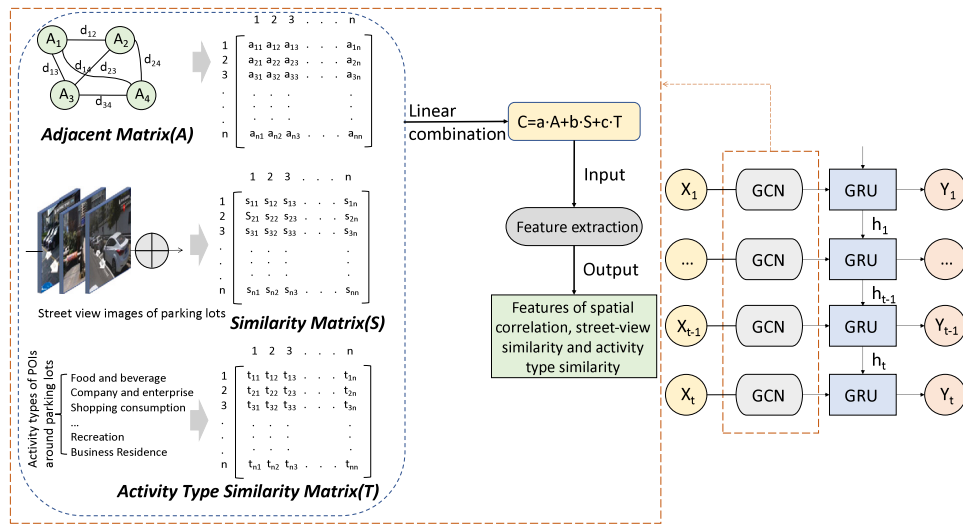 A1 A2 A3 A4
d12 d13 d14 d23 d24 d34
Adjacent Matrix(A)
1 2 3 n
1 a11 a12 a13 . . . . a1n
2 a21 a22 a23 . . . . a2n
3 a31 a32 a33 . . . . a3n
. . . . .
. . . . .
n an1 an2 an3 . . . . ann
Linear
combination
C=a·A+b·S+c·T
Input
Feature extraction
Output
Features of spatial
correlation, street-view
similarity and activity
type similarity
Street view images of parking lots
1 2 3 n
1 s11 s12 s13 . . . . s1n
2 s21 s22 s23 . . . . s2n
3 s31 s32 s33 . . . . s3n
. . . . .
. . . . .
. . . . .
n sn1 sn2 sn3 . . . . snn
Similarity Matrix(S)
Activity types of POIs
around parking lots
Food and beverage
Company and enterprise
Shopping consumption
...
Recreation
Business Residence
1 2 3 n
1 t11 t12 t13 . . . . t1n
2 t21 t22 t23 . . . . t2n
3 t31 t32 t33 . . . . t3n
. . . . .
. . . . .
. . . . .
n tn1 tn2 tn3 . . . . tnn
Activity Type Similarity Matrix(T)
X1 GCN GRU Y1
h1
... GCN GRU ...
ht-1
Xt-1 GCN GRU Yt-1
ht
Xt GCN GRU Yt